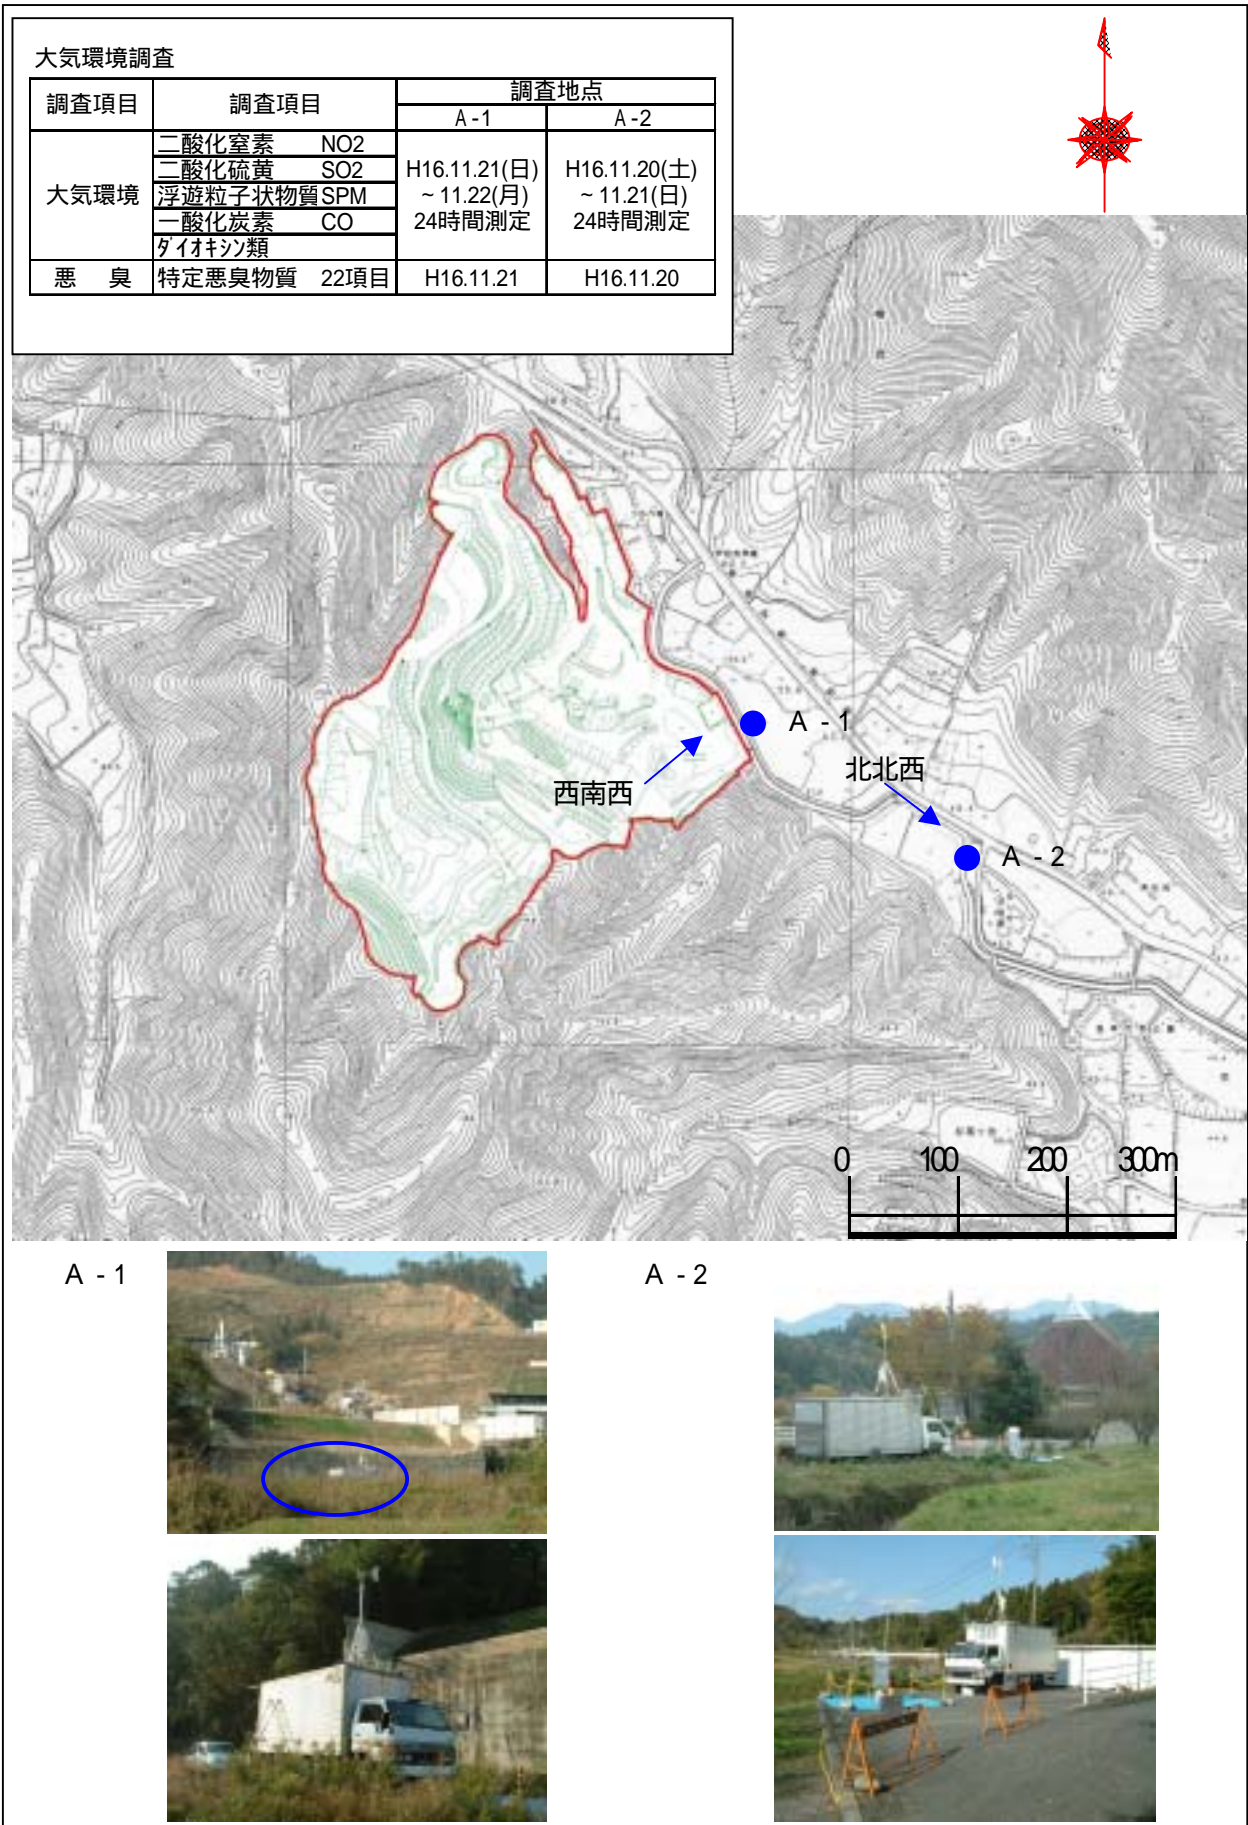 大気環境調査
調査項目 調査項目 調査地点
A-1 A-2
大気環境 二酸化窒素 NO2 H16.11.21(日) H16.11.20(土)
二酸化硫黄 SO2 ~11.22(月) ~11.21(日)
浮遊粒子状物質 SPM 24時間測定 24時間測定
一酸化炭素 CO
ダイオキシン類
悪 臭 特定悪臭物質 22項目 H16.11.21 H16.11.20
A-1
西南西
北北西
A-2
0 100 200 300m
A-1 A-2